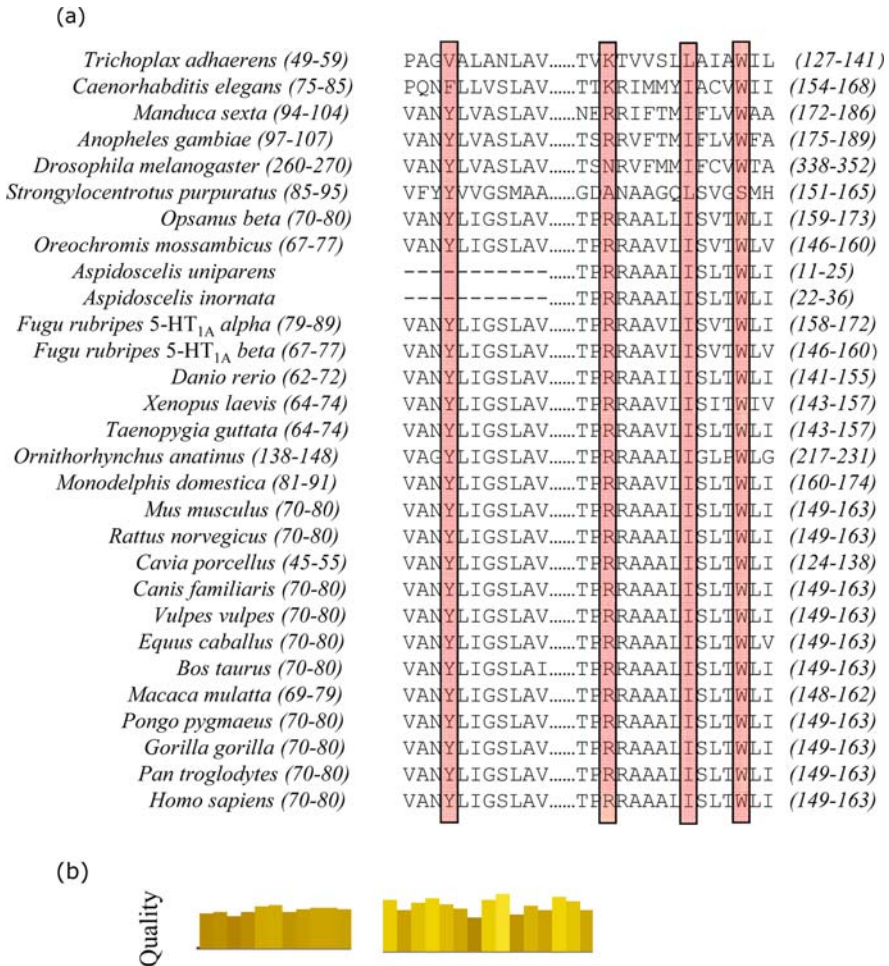 (a)
Trichoplax adhaerens (49-59) PAGVALANLAV......TVKTVVSLLAIAWIL (127-141)
Caenorhabditis elegans (75-85) PQNFLLVSLAV......TTKRIMMYIACVWII (154-168)
Manduca sexta (94-104) VANYLVASLAV......NERRIFTMIFLVWAA (172-186)
Anopheles gambiae (97-107) VANYLVASLAV......TSRRVFTMIFLVWFA (175-189)
Drosophila melanogaster (260-270) VANYLVASLAV......TSNRVFMMIFCVWTA (338-352)
Strongylocentrotus purpuratus (85-95) VFYYVVGSMAA......GDANAAGQLSVGSMH (151-165)
Opsanus beta (70-80) VANYLIGSLAV......TPRRAALLISVTWLI (159-173)
Oreochromis mossambicus (67-77) VANYLIGSLAV......TPRRAAVLISVTWLV (146-160)
Aspidoscelis uniparens -----------......TPRRAAALISLTWLI (11-25)
Aspidoscelis inornata -----------......TPRRAAALISLTWLI (22-36)
Fugu rubripes 5-HT1A alpha (79-89) VANYLIGSLAV......TPRRAAVLISVTWLI (158-172)
Fugu rubripes 5-HT1A beta (67-77) VANYLIGSLAV......TPRRAAVLISVTWLV (146-160)
Danio rerio (62-72) VANYLIGSLAV......TPRRAAILISLTWLI (141-155)
Xenopus laevis (64-74) VANYLIGSLAV......TPRRAAVLISITWIV (143-157)
Taenopygia guttata (64-74) VANYLIGSLAV......TPRRAAVLISLTWLI (143-157)
Ornithorhynchus anatinus (138-148) VAGYLIGSLAV......TPRRAAALIGLPWLG (217-231)
Monodelphis domestica (81-91) VANYLIGSLAV......TPRRAAVLISLTWLI (160-174)
Mus musculus (70-80) VANYLIGSLAV......TPRRAAALISLTWLI (149-163)
Rattus norvegicus (70-80) VANYLIGSLAV......TPRRAAALISLTWLI (149-163)
Cavia porcellus (45-55) VANYLIGSLAV......TPRRAAALISLTWLI (124-138)
Canis familiaris (70-80) VANYLIGSLAV......TPRRAAALISLTWLI (149-163)
Vulpes vulpes (70-80) VANYLIGSLAV......TPRRAAALISLTWLI (149-163)
Equus caballus (70-80) VANYLIGSLAV......TPRRAAALISLTWLV (149-163)
Bos taurus (70-80) VANYLIGSLAI......TPRRAAALISLTWLI (149-163)
Macaca mulatta (69-79) VANYLIGSLAV......TPRRAAALISLTWLI (148-162)
Pongo pygmaeus (70-80) VANYLIGSLAV......TPRRAAALISLTWLI (149-163)
Gorilla gorilla (70-80) VANYLIGSLAV......TPRRAAALISLTWLI (149-163)
Pan troglodytes (70-80) VANYLIGSLAV......TPRRAAALISLTWLI (149-163)
Homo sapiens (70-80) VANYLIGSLAV......TPRRAAALISLTWLI (149-163)
(b)
Quality